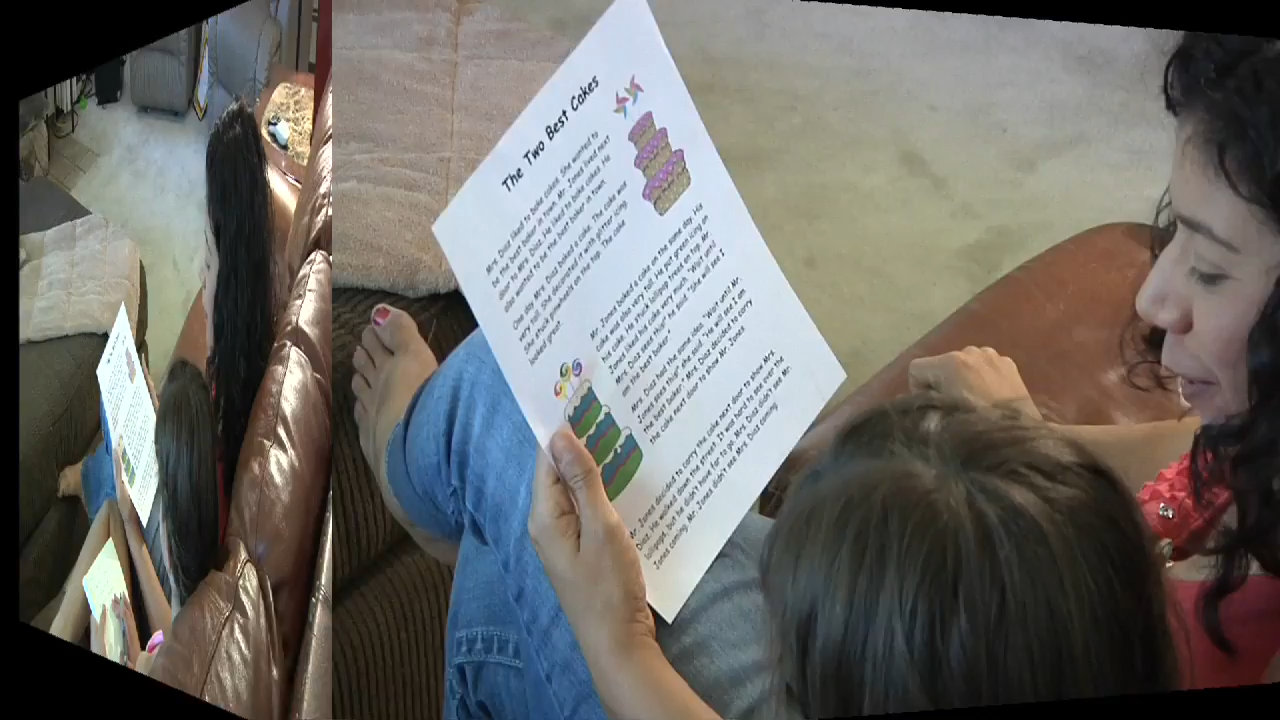 The Two Best Cakes
Mrs. Diaz liked to bake cakes. She wanted to
be the best baker in town. Mr. Jones lived next
door to Mrs. Diaz. He liked to bake cakes. He
also wanted to be the best baker in town.
One day Mrs. Diaz baked a cake. The cake was
very tall. She decorated it with glitter icing.
She stuck pinwheels on the top. The cake
looked great.
Mr. Jones baked a cake on the same day. His
cake was also very tall. He put green icing on
his cake. He stuck lollipop on top. Mr.
Jones liked his cake very much. "Wait until
Mrs. Diaz sees this" he said. "She will see I
am the best baker."
Mrs. Diaz had the same idea. "Wait until Mr.
Jones sees this" she said. "He will see I am
the best baker". Mrs. Diaz decided to carry
the cake next door to show Mr. Jones
Mr. Jones decided to carry the cake next door to show Mrs.
Diaz. He walked down the street. It was hard to see over the
lollipops, but he didn't have far to go. Mrs. Diaz didn't see Mr.
Jones coming. Mr. Jones didn't see Mrs. Diaz coming.